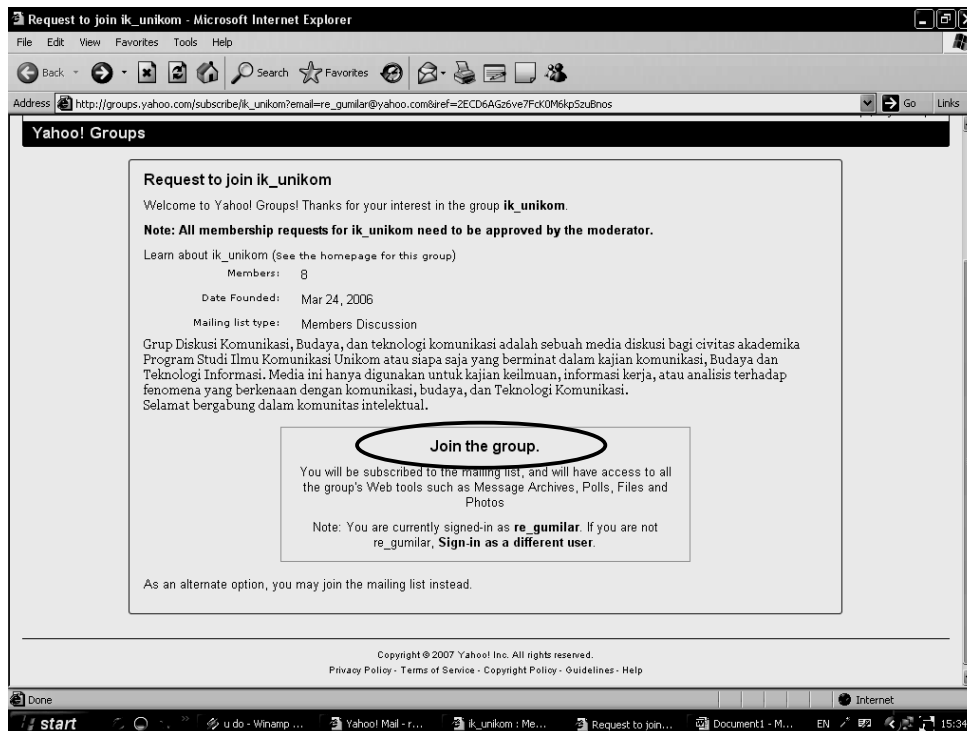 Request to join ik_unikom - Microsoft Internet Explorer
File Edit View Favorites Tools Help
Back Search Favorites
Address http://groups.yahoo.com/subscribe/ik_unikom?email=re_gumilar@yahoo.com&iref=2ECD6AGz6ve7FcK0M6kpSzuBnos Go Links
Yahoo! Groups
Request to join ik_unikom
Welcome to Yahoo! Groups! Thanks for your interest in the group ik_unikom.
Note: All membership requests for ik_unikom need to be approved by the moderator.
Learn about ik_unikom (See the homepage for this group)
Members: 8
Date Founded: Mar 24, 2006
Mailing list type: Members Discussion
Grup Diskusi Komunikasi, Budaya, dan teknologi komunikasi adalah sebuah media diskusi bagi civitas akademika
Program Studi Ilmu Komunikasi Unikom atau siapa saja yang berminat dalam kajian komunikasi, Budaya dan
Teknologi Informasi. Media ini hanya digunakan untuk kajian keilmuan, informasi kerja, atau analisis terhadap
fenomena yang berkenaan dengan komunikasi, budaya, dan Teknologi Komunikasi.
Selamat bergabung dalam komunitas intelektual.
Join the group.
You will be subscribed to the mailing list, and will have access to all
the group's Web tools such as Message Archives, Polls, Files and
Photos
Note: You are currently signed-in as re_gumilar. If you are not
re_gumilar, Sign-in as a different user.
As an alternate option, you may join the mailing list instead.
Copyright © 2007 Yahoo! Inc. All rights reserved.
Privacy Policy - Terms of Service - Copyright Policy - Guidelines - Help
Done Internet
start u do - Winamp ... Yahoo! Mail - r... ik_unikom : Me... Request to join... Document1 - M... EN 15:34